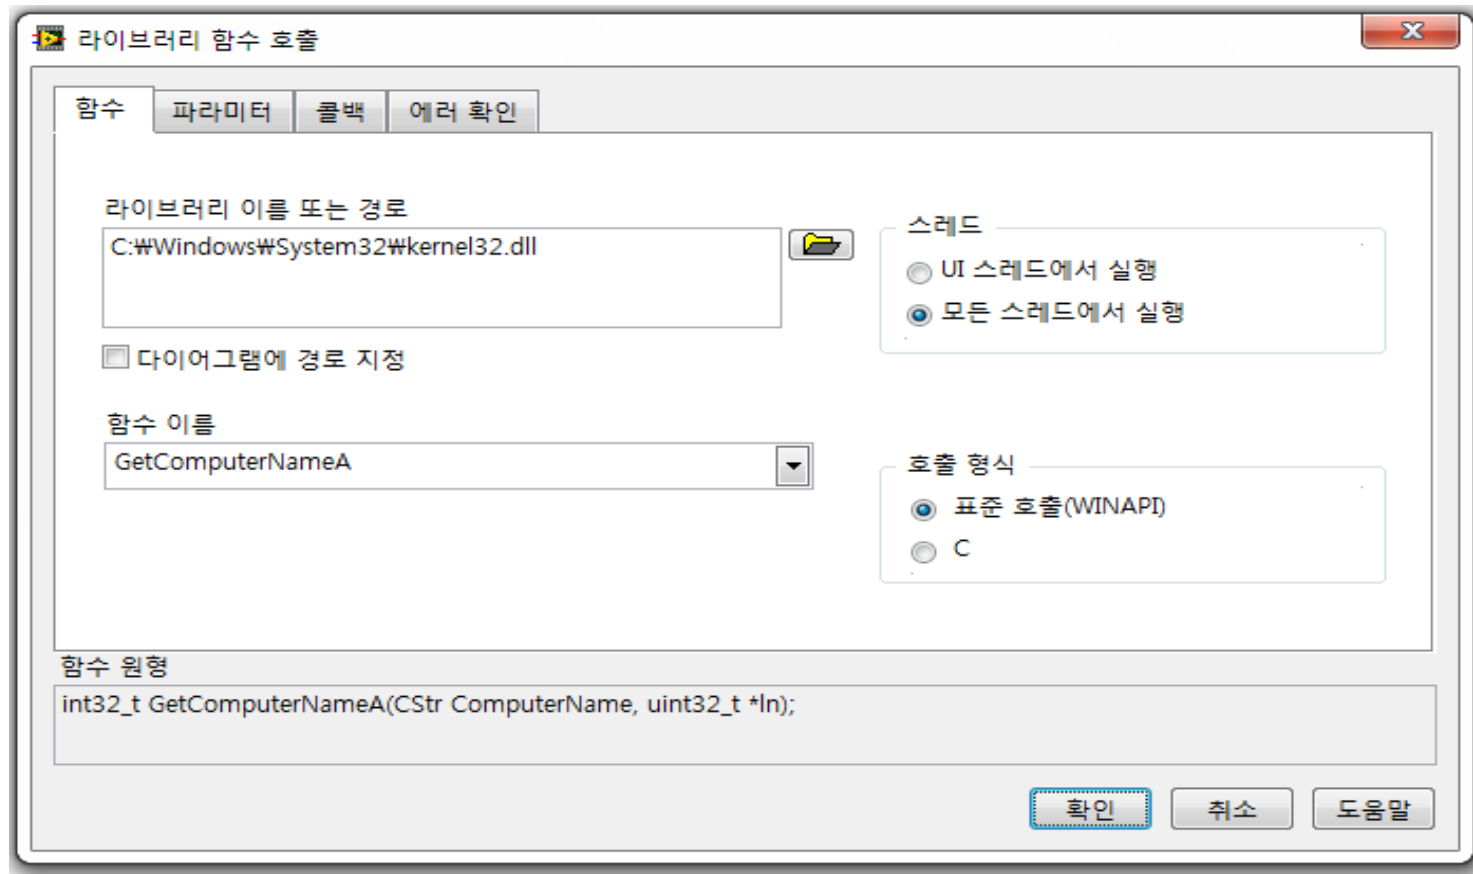 라이브러리 함수 호출
함수 파라미터 콜백 에러 확인
라이브러리 이름 또는 경로
C:₩Windows₩System32₩kernel32.dll
다이어그램에 경로 지정
함수 이름
GetComputerNameA
스레드
UI 스레드에서 실행
모든 스레드에서 실행
호출 형식
표준 호출(WINAPI)
C
함수 원형
int32_t GetComputerNameA(CStr ComputerName, uint32_t *ln);
확인 취소 도움말